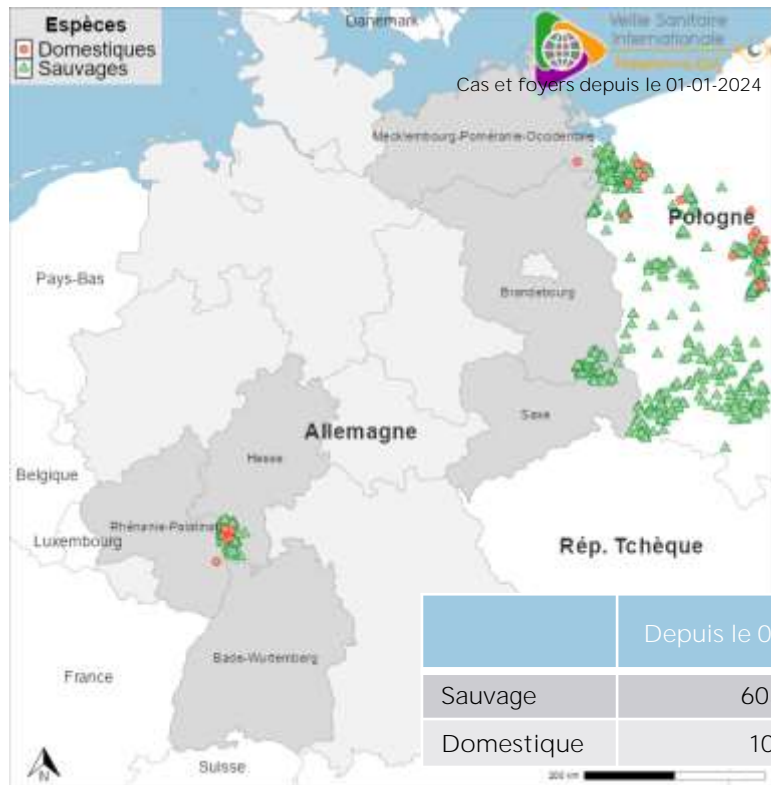 Espèces
Domestiques
Sauvages
Danemark
Veille Sanitaire
Internationale
Cas et foyers depuis le 01-01-2024
Mecklembourg-Poméranie-Occidentale
Pologne
Pays-Bas
Brandebourg
Allemagne
Saxe
Hesse
Belgique
Rhénanie-Palatinat
Luxembourg
Rép. Tchèque
Bade-Wurtemberg
France
Suisse
Depuis le 0
Sauvage 60
Domestique 10
N
200 km